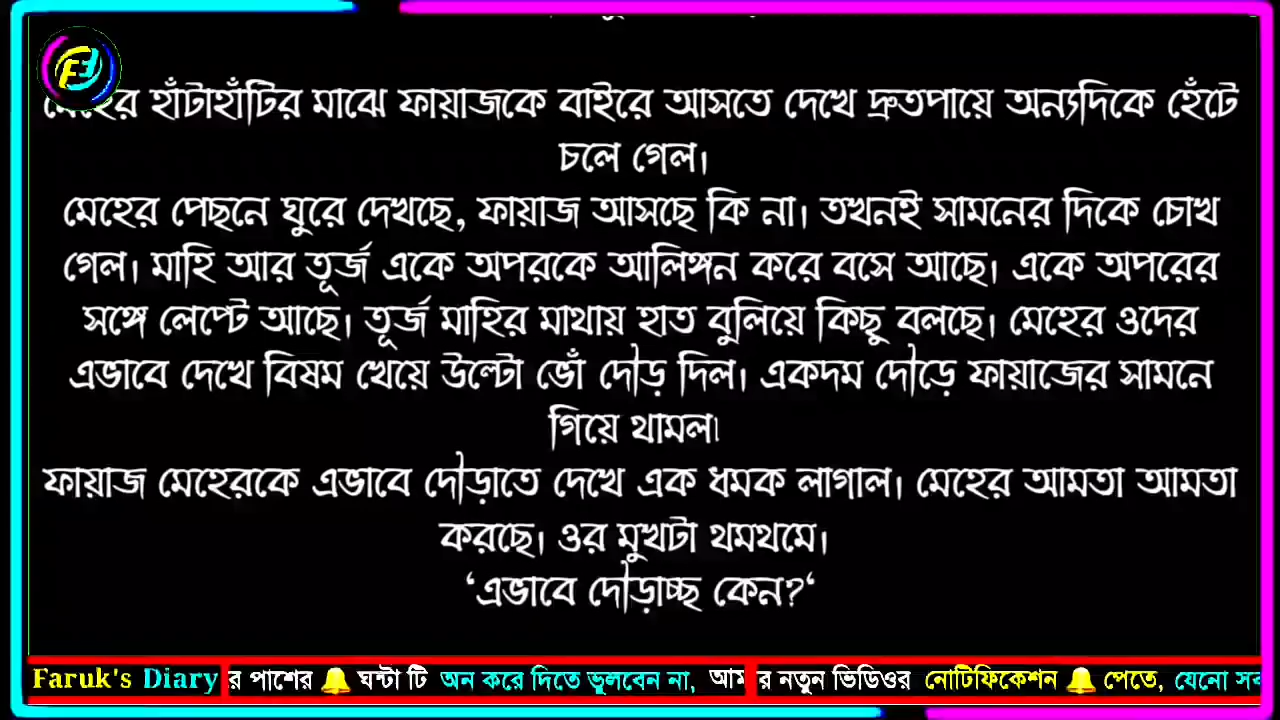 হাঁটাহাঁটির মাঝে ফায়াজকে বাইরে আসতে দেখে দ্রুতপায়ে অন্যদিকে হেঁটে
চলে গেল।
মেহের পেছনে ঘুরে দেখছে, ফায়াজ আসছে কি না। তখনই সামনের দিকে চোখ
গেল। মাহি আর তূর্জ একে অপরকে আলিঙ্গন করে বসে আছে। একে অপরের
সঙ্গে লেপ্টে আছে। তূর্জ মাহির মাথায় হাত বুলিয়ে কিছু বলছে। মেহের ওদের
এভাবে দেখে বিষম খেয়ে উল্টো ভোঁ দৌড় দিল। একদম দৌড়ে ফায়াজের সামনে
গিয়ে থামল৷
ফায়াজ মেহেরকে এভাবে দৌড়াতে দেখে এক ধমক লাগাল। মেহের আমতা আমতা
করছে। ওর মুখটা থমথমে।
‘এভাবে দৌড়াচ্ছ কেন?‘
Faruk's Diary র পাশের 🔔 ঘন্টা টি অন করে দিতে ভুলবেন না, আম র নতুন ভিডিওর নোটিফিকেশন 🔔 পেতে, যেনো সব